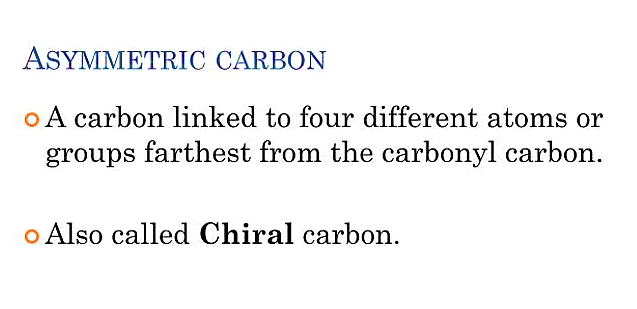 ASYMMETRIC CARBON
A carbon linked to four different atoms or
groups farthest from the carbonyl carbon.
Also called Chiral carbon.